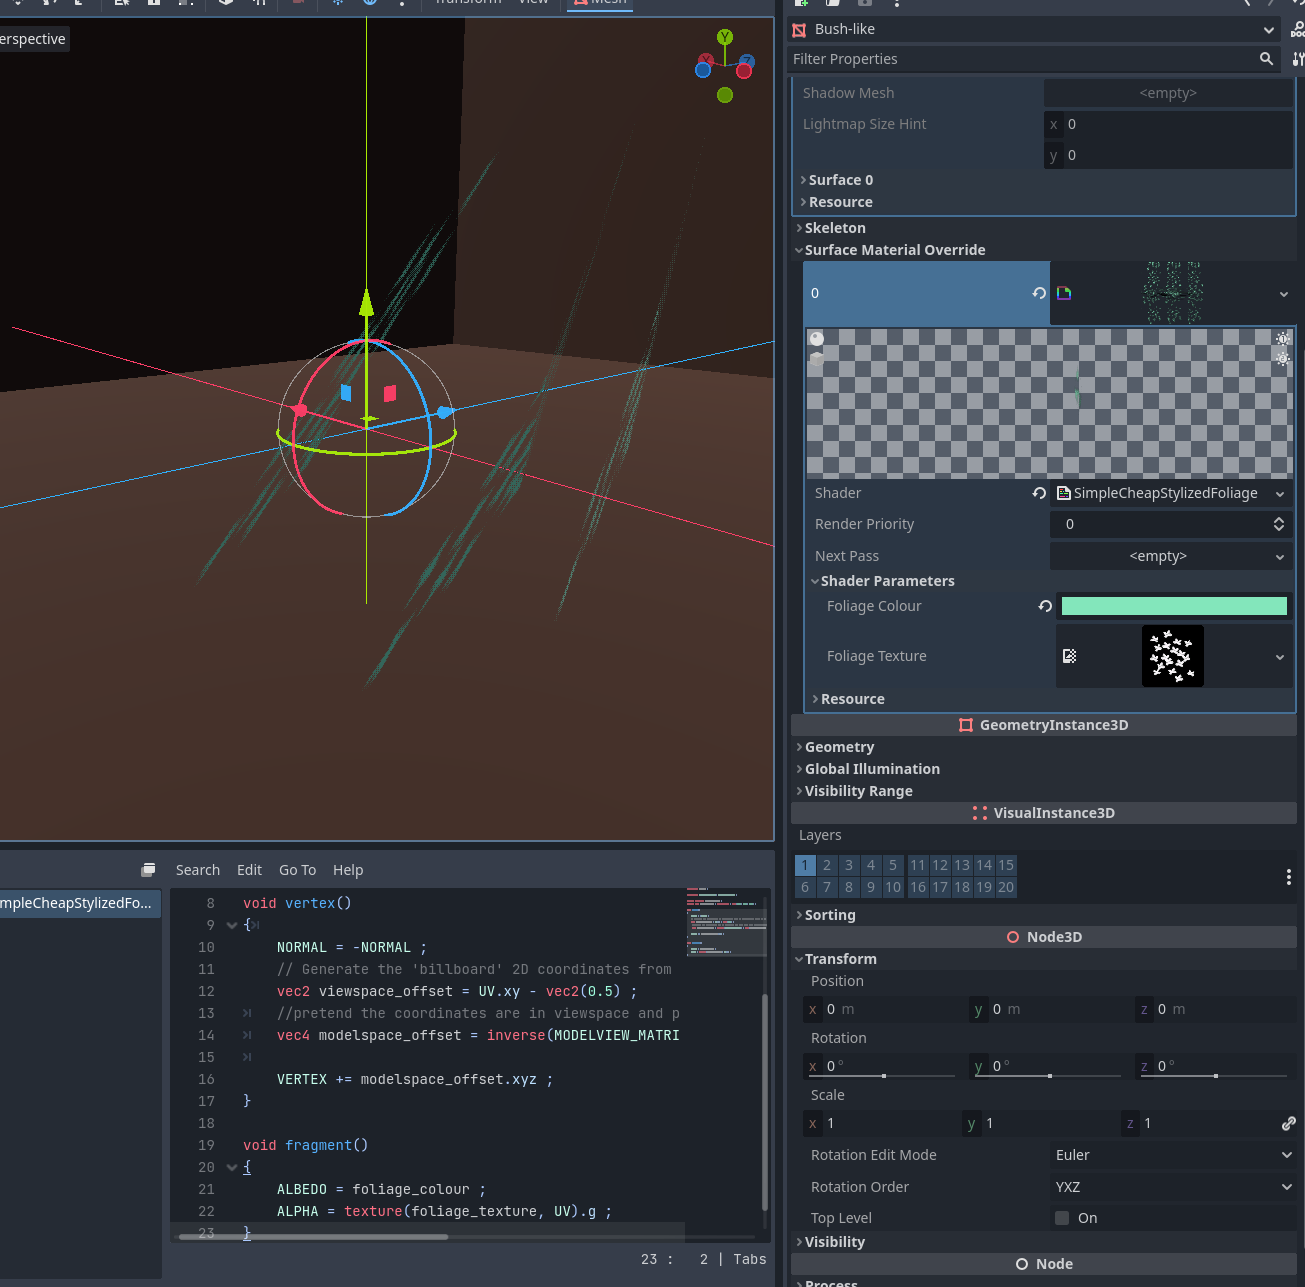 Transform View Mesh
erspective
Y
X
Z
Bush-like
Filter Properties
Shadow Mesh <empty>
Lightmap Size Hint x 0
y 0
Surface 0
Resource
Skeleton
Surface Material Override
0
Shader SimpleCheapStylizedFoliage
Render Priority 0
Next Pass <empty>
Shader Parameters
Foliage Colour
Foliage Texture
Resource
GeometryInstance3D
Geometry
Global Illumination
Visibility Range
VisualInstance3D
Layers
1 2 3 4 5 11 12 13 14 15
6 7 8 9 10 16 17 18 19 20
Sorting
Node3D
Transform
Position
x 0 m y 0 m z 0 m
Rotation
x 0 ° y 0 ° z 0 °
Scale
x 1 y 1 z 1
Rotation Edit Mode Euler
Rotation Order YXZ
Top Level On
Visibility
Node
Process
Search Edit Go To Help
mpleCheapStylizedFo...
8 void vertex()
9 {
10 NORMAL = -NORMAL ;
11 // Generate the 'billboard' 2D coordinates from
12 vec2 viewspace_offset = UV.xy - vec2(0.5) ;
13 //pretend the coordinates are in viewspace and p
14 vec4 modelspace_offset = inverse(MODELVIEW_MATRI
15
16 VERTEX += modelspace_offset.xyz ;
17 }
18
19 void fragment()
20 {
21 ALBEDO = foliage_colour ;
22 ALPHA = texture(foliage_texture, UV).g ;
23 }
23 : 2 | Tabs